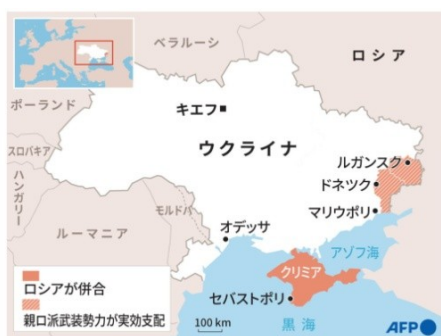 ベラルーシ
ロシア
ポーランド
キエフ
ウクライナ
スロバキア
ルガンスク
ドネツク
ハンガリー
マリウポリ
モルドバ
オデッサ
ルーマニア
アゾフ海
クリミア
ロシアが併合
セバストポリ
親ロ派武装勢力が実効支配
100 km
黒 海
AFP